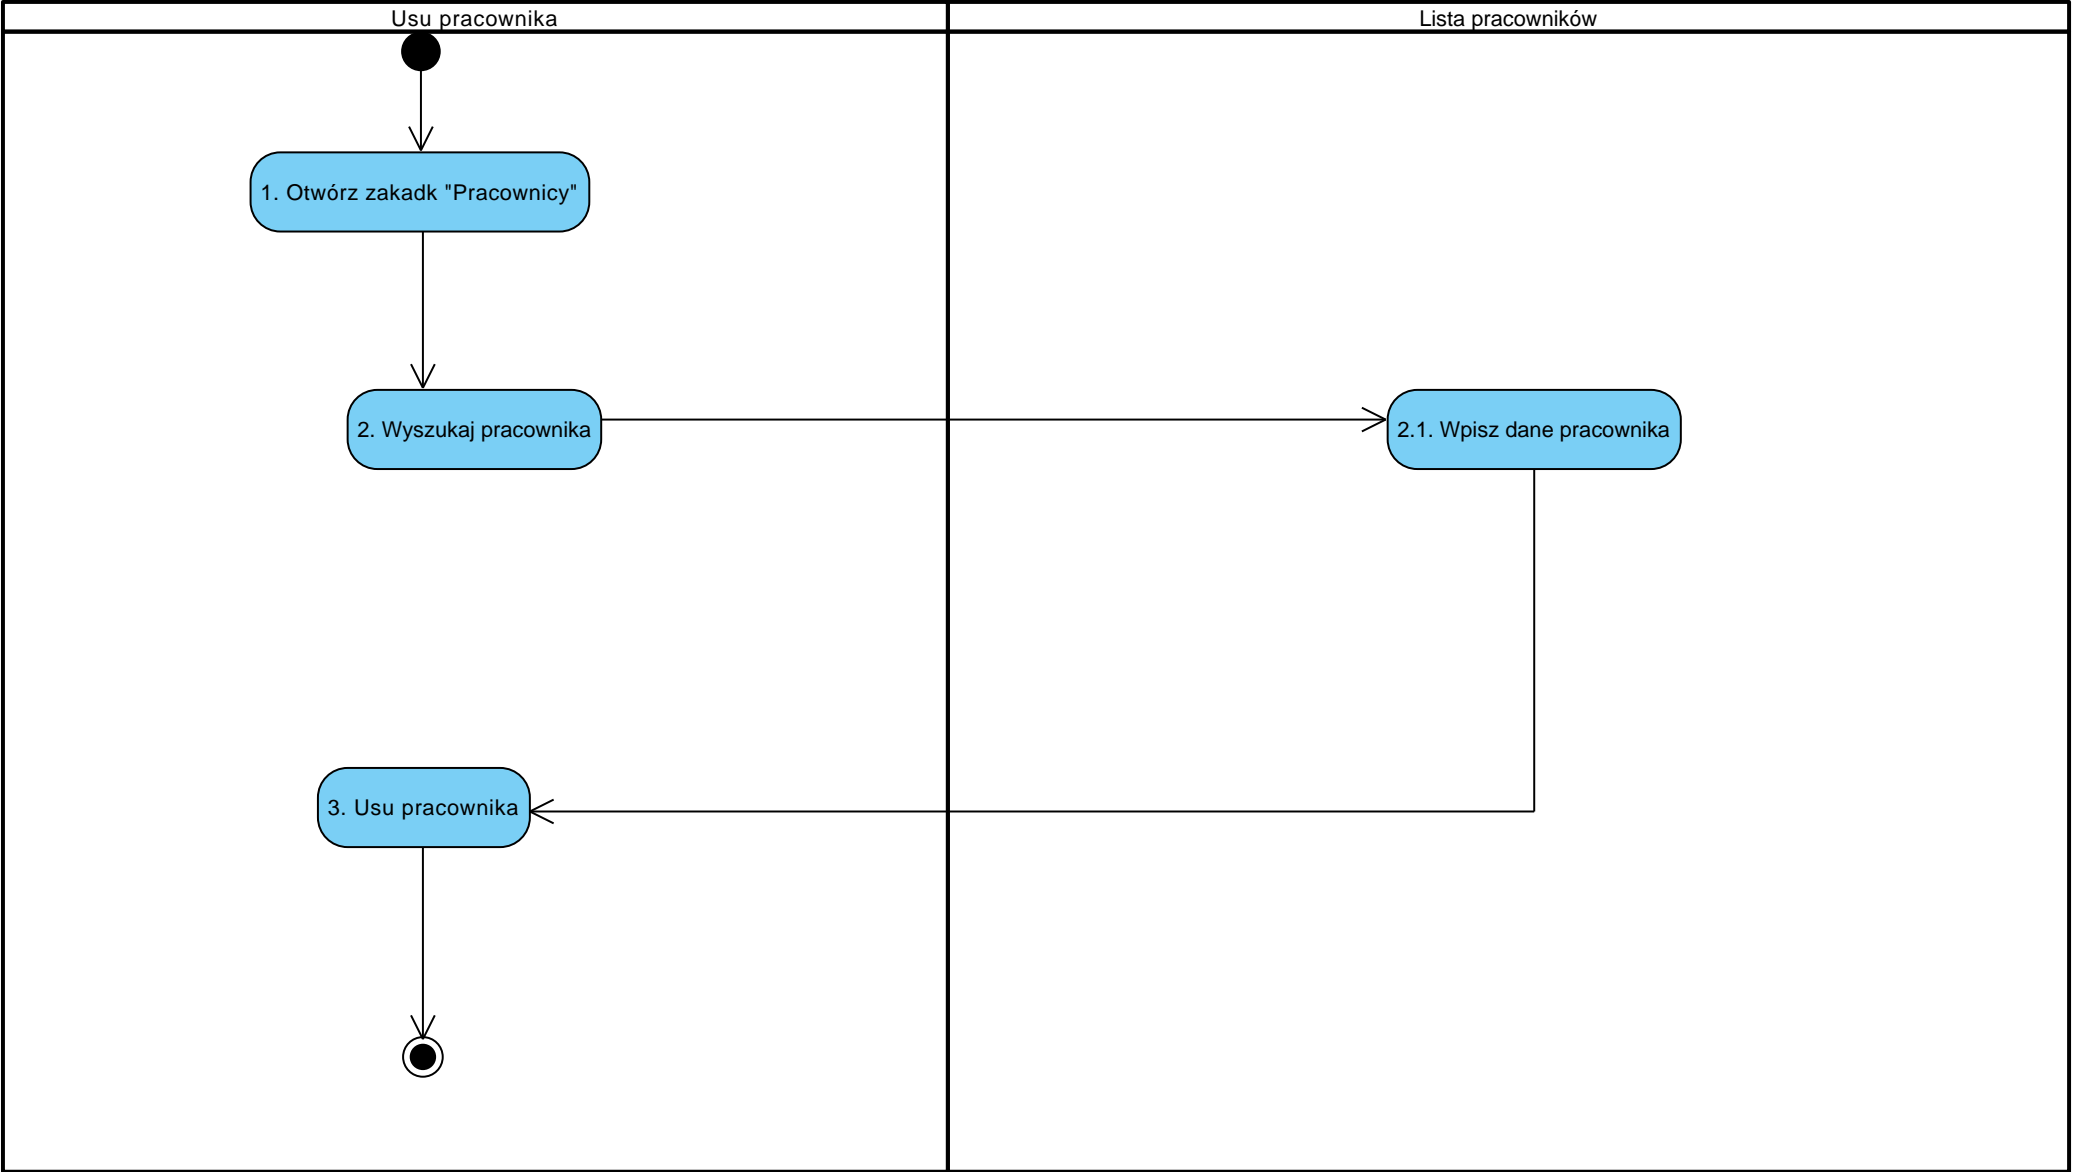 Usu pracownika
Lista pracowników
1. Otwórz zakadk "Pracownicy"
2. Wyszukaj pracownika
2.1. Wpisz dane pracownika
3. Usu pracownika